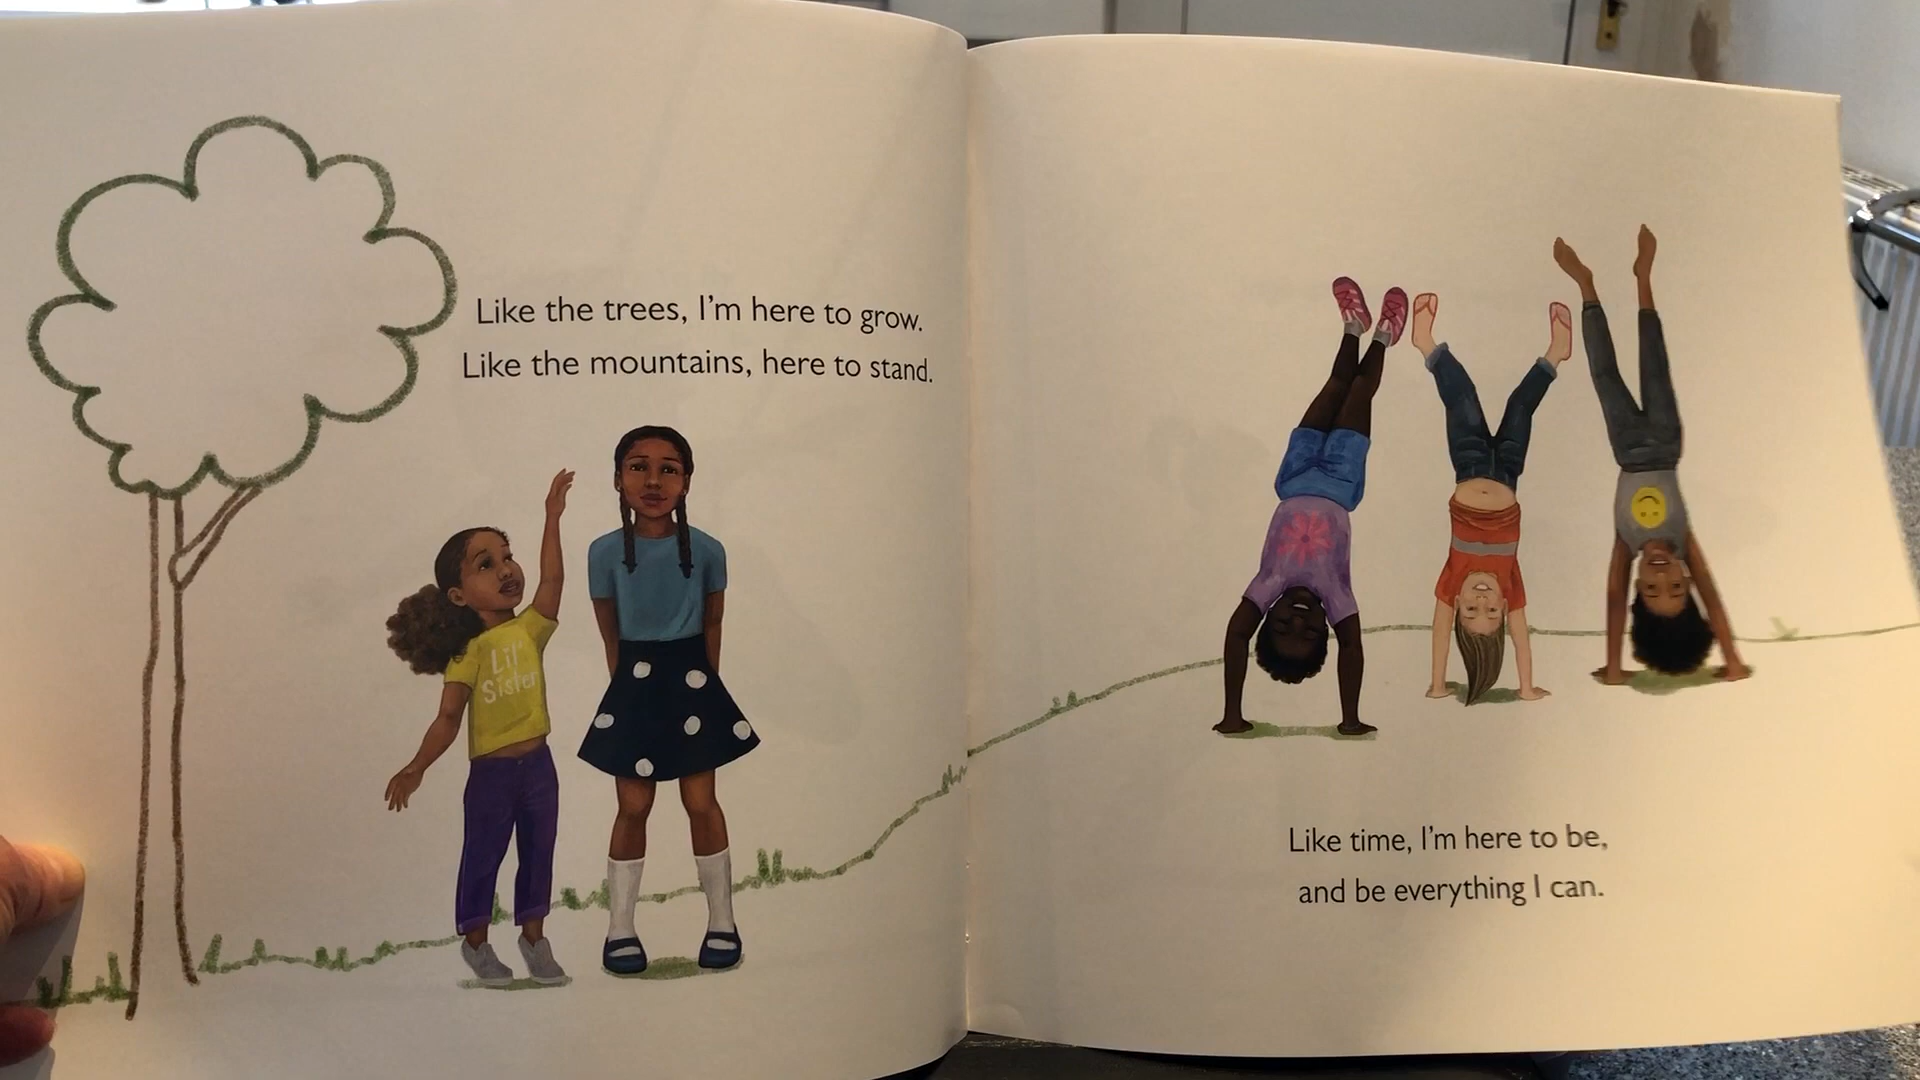 Like the trees, I'm here to grow.
Like the mountains, here to stand.
Lil'
Sister
Like time, I'm here to be,
and be everything I can.